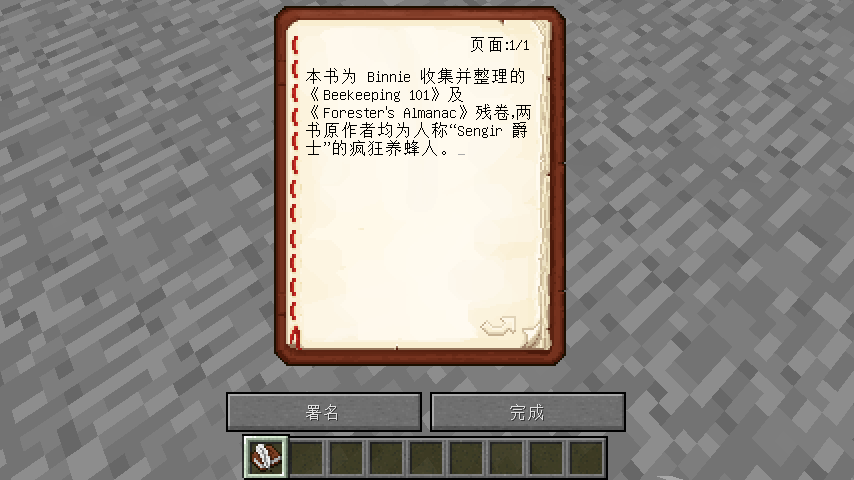 页面:1/1
本书为 Binnie 收集并整理的
《Beekeeping 101》及
《Forester's Almanac》残卷,两
书原作者均为人称“Sengir 爵
士”的疯狂养蜂人。_
署名
完成